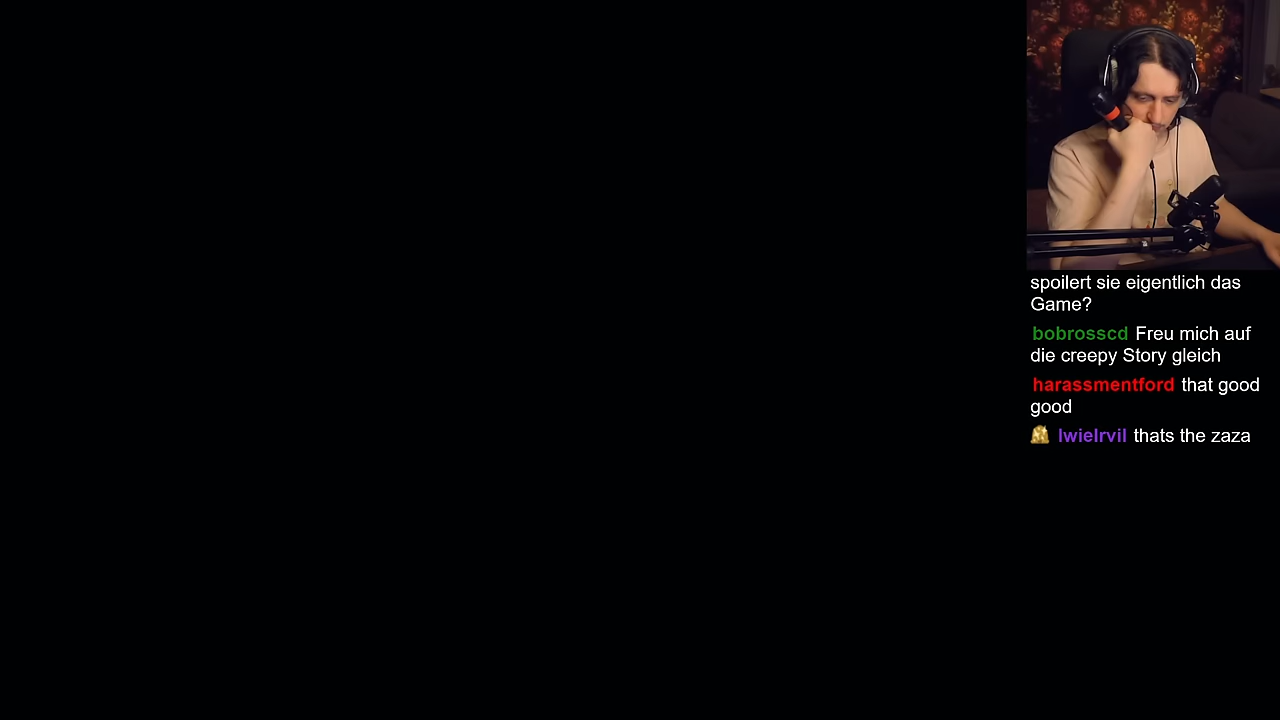 spoilert sie eigentlich das
Game?
bobrosscd Freu mich auf
die creepy Story gleich
harassmentford that good
good
lwielrvil thats the zaza